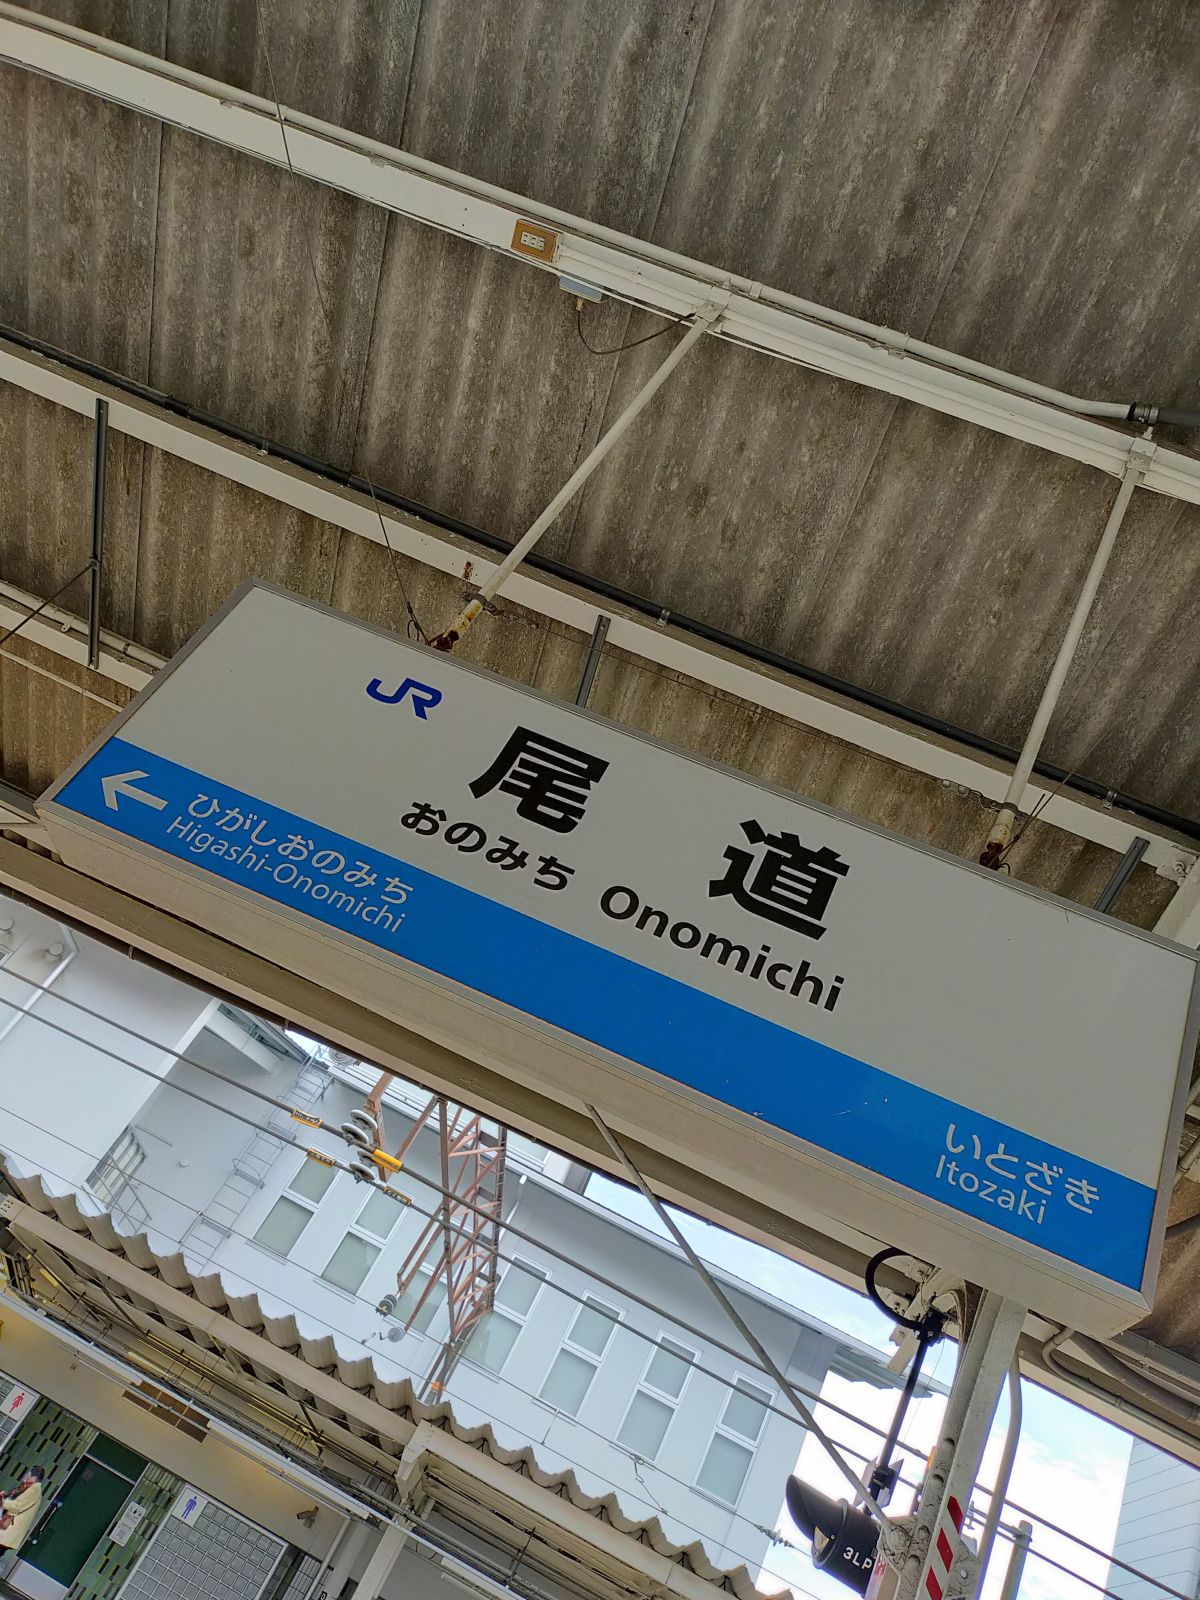 JR
尾道
おのみち Onomichi
ひがしおのみち
Higashi-Onomichi
いとざき
Itozaki
3LP